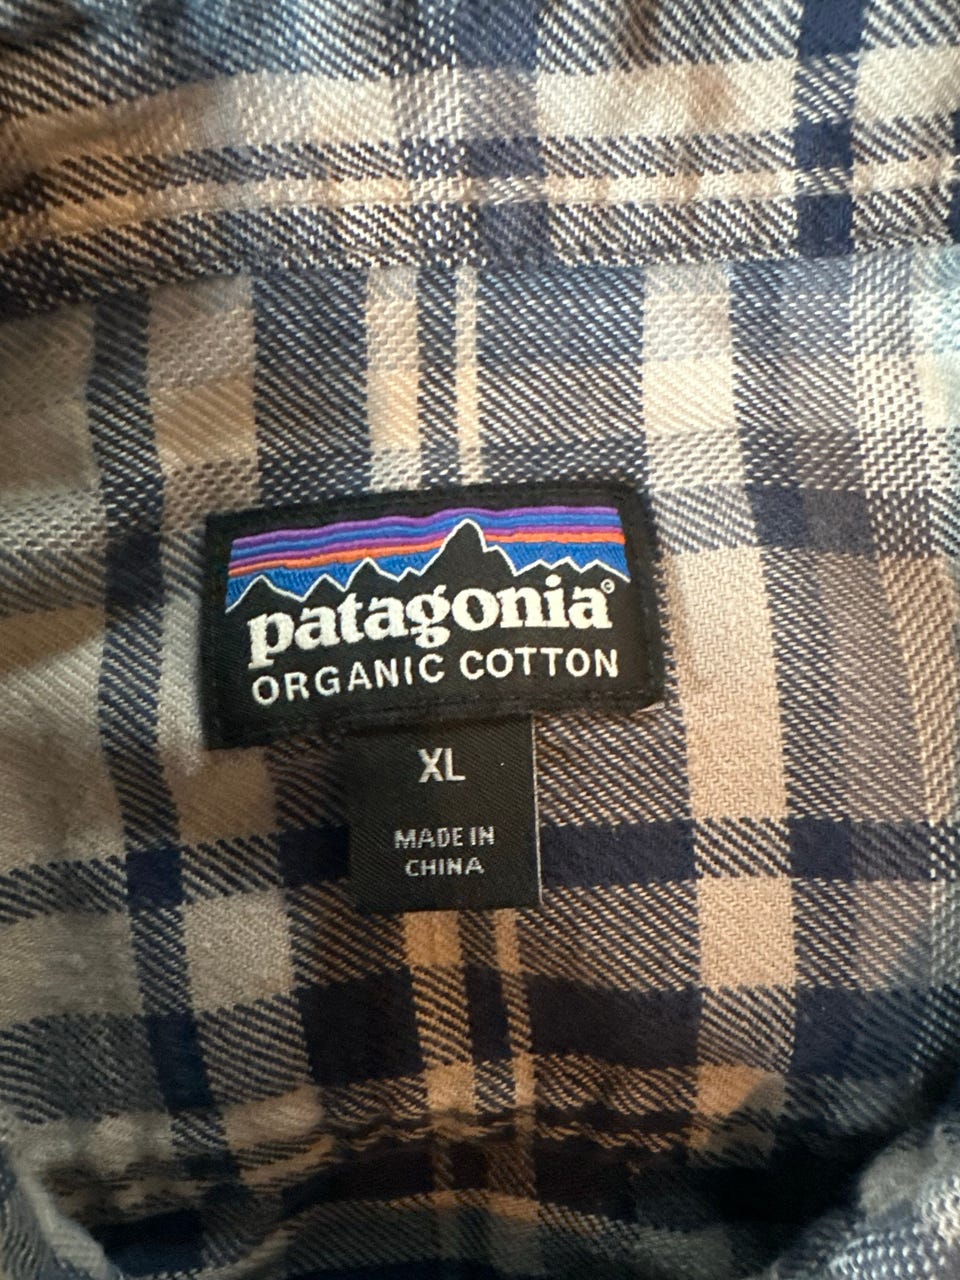 patagonia®
ORGANIC COTTON
XL
MADE IN
CHINA